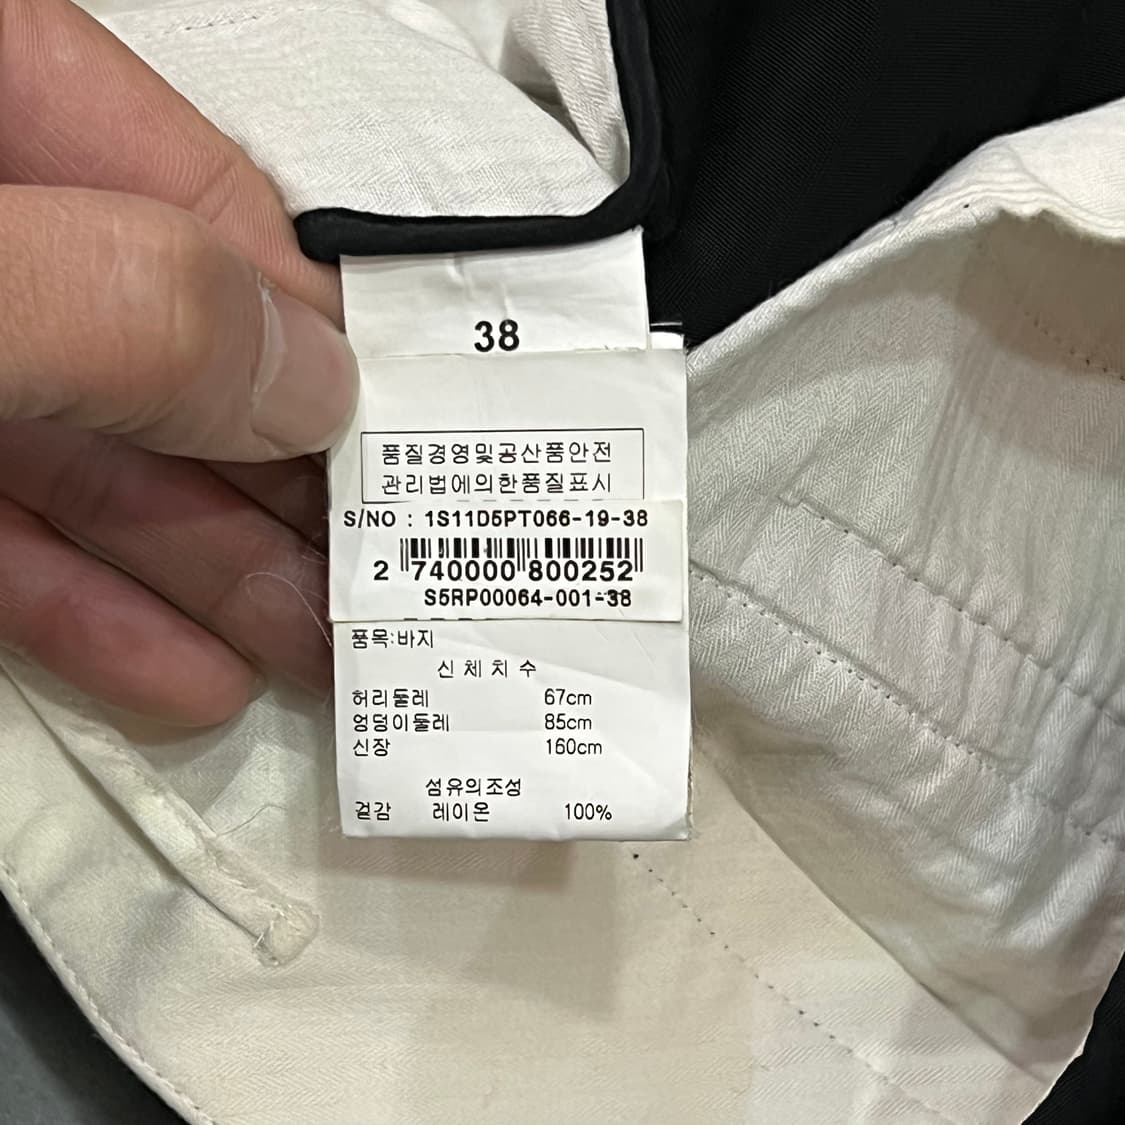 38
품질경영및공산품안전
관리법에의한품질표시
S/NO : 1S11D5PT066-19-38
2 740000 800252
S5RP00064-001-38
품목:바지
신 체 치 수
허리둘레 67cm
엉덩이둘레 85cm
신장 160cm
섬유의조성
겉감 레이온 100%